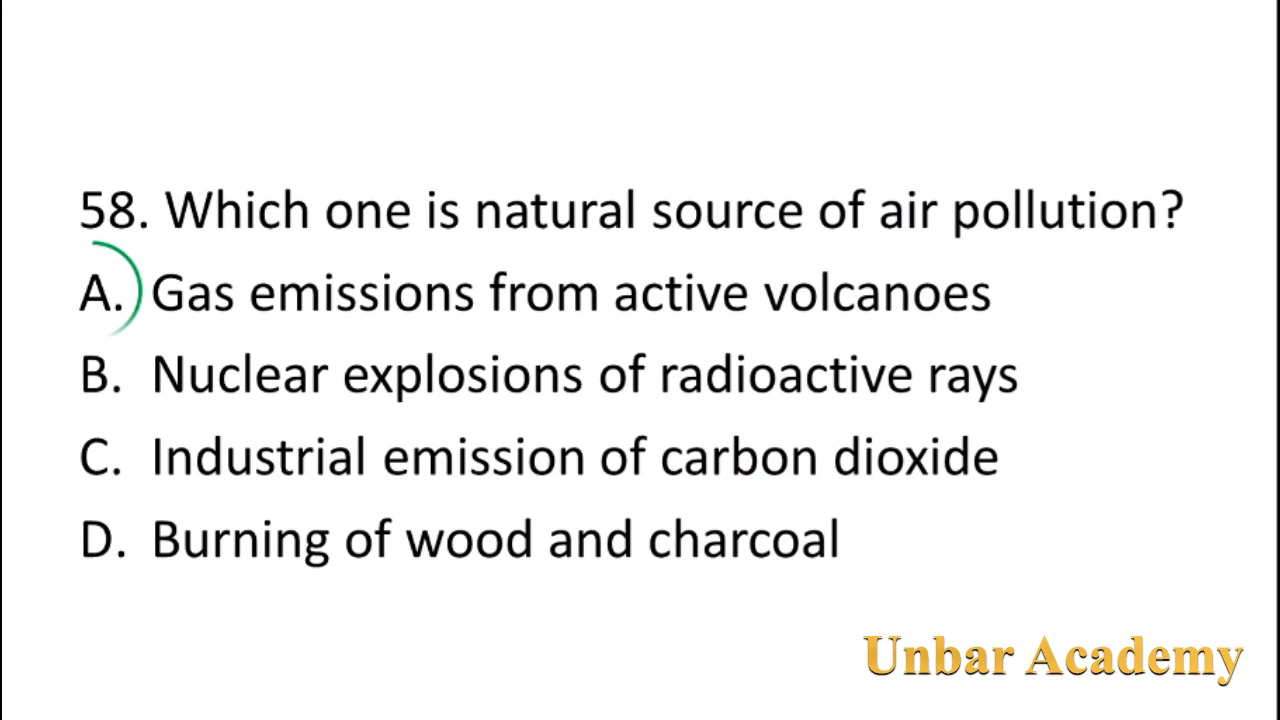 58. Which one is natural source of air pollution?
A. Gas emissions from active volcanoes
B. Nuclear explosions of radioactive rays
C. Industrial emission of carbon dioxide
D. Burning of wood and charcoal
Unbar Academy